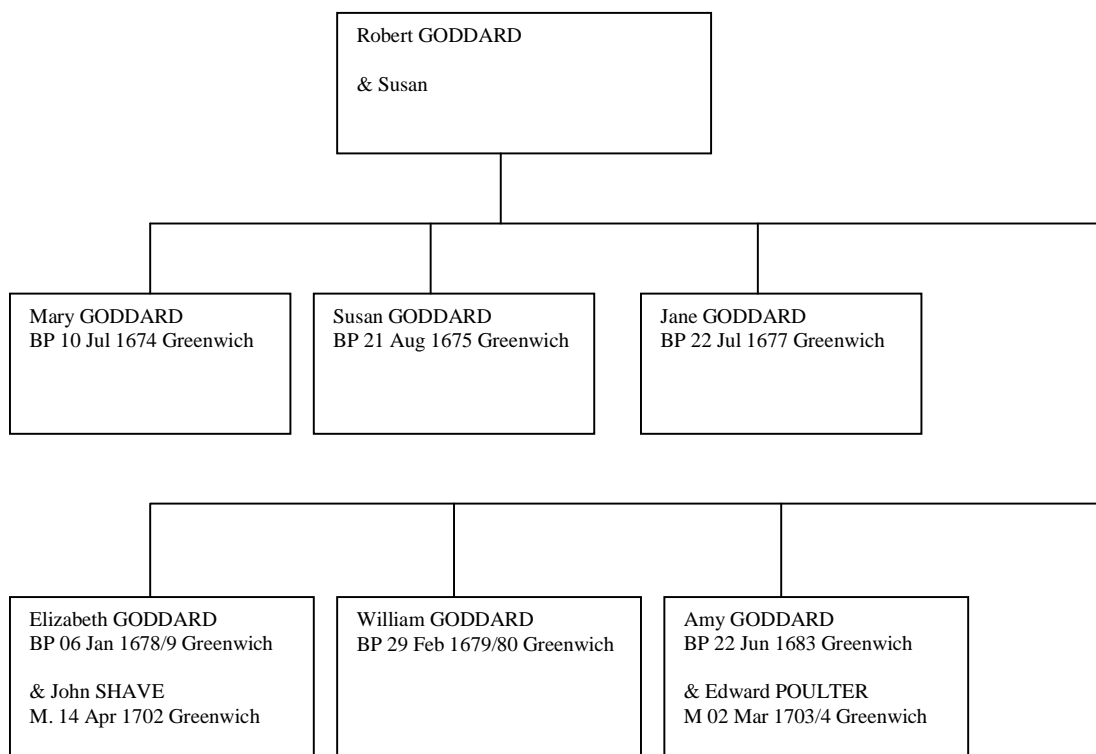 Robert GODDARD
& Susan
Mary GODDARD
BP 10 Jul 1674 Greenwich
Susan GODDARD
BP 21 Aug 1675 Greenwich
Jane GODDARD
BP 22 Jul 1677 Greenwich
Elizabeth GODDARD
BP 06 Jan 1678/9 Greenwich
& John SHAVE
M. 14 Apr 1702 Greenwich
William GODDARD
BP 29 Feb 1679/80 Greenwich
Amy GODDARD
BP 22 Jun 1683 Greenwich
& Edward POULTER
M 02 Mar 1703/4 Greenwich